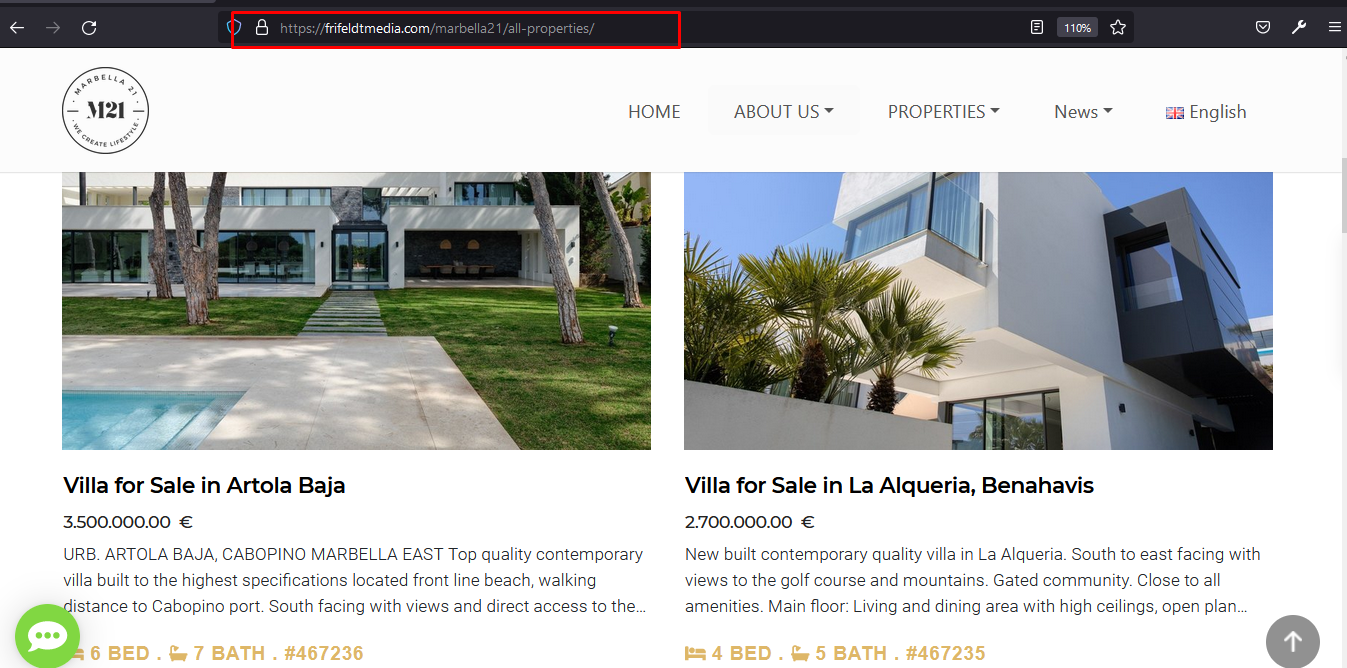 https://frifeldtmedia.com/marbella21/all-properties/
110%
MARBELLA 21
M21
WE CREATE LIFESTYLE
HOME
ABOUT US
PROPERTIES
News
English
Villa for Sale in Artola Baja
3.500.000.00 €
URB. ARTOLA BAJA, CABOPINO MARBELLA EAST Top quality contemporary
villa built to the highest specifications located front line beach, walking
distance to Cabopino port. South facing with views and direct access to the...
6 BED . 7 BATH . #467236
Villa for Sale in La Alqueria, Benahavis
2.700.000.00 €
New built contemporary quality villa in La Alqueria. South to east facing with
views to the golf course and mountains. Gated community. Close to all
amenities. Main floor: Living and dining area with high ceilings, open plan...
4 BED . 5 BATH . #467235